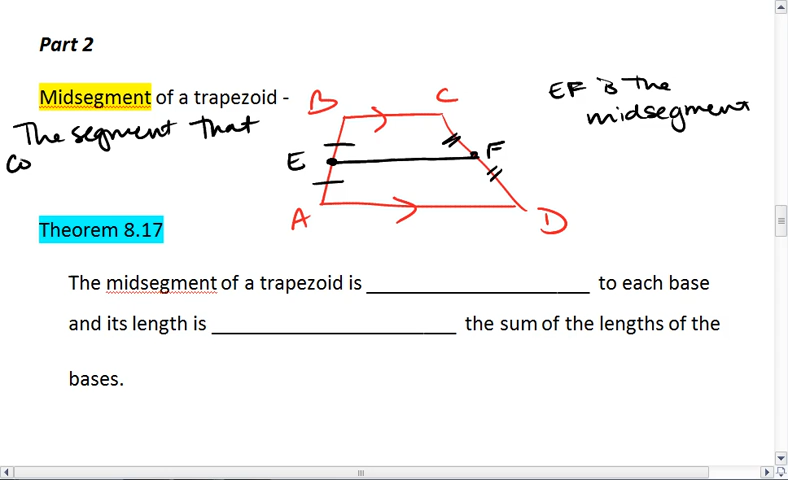 Part 2
Midsegment of a trapezoid -
B
C
EF is the
midsegment
The segment that
co
E
F
A
D
Theorem 8.17
The midsegment of a trapezoid is ______________________ to each base
and its length is ________________________ the sum of the lengths of the
bases.